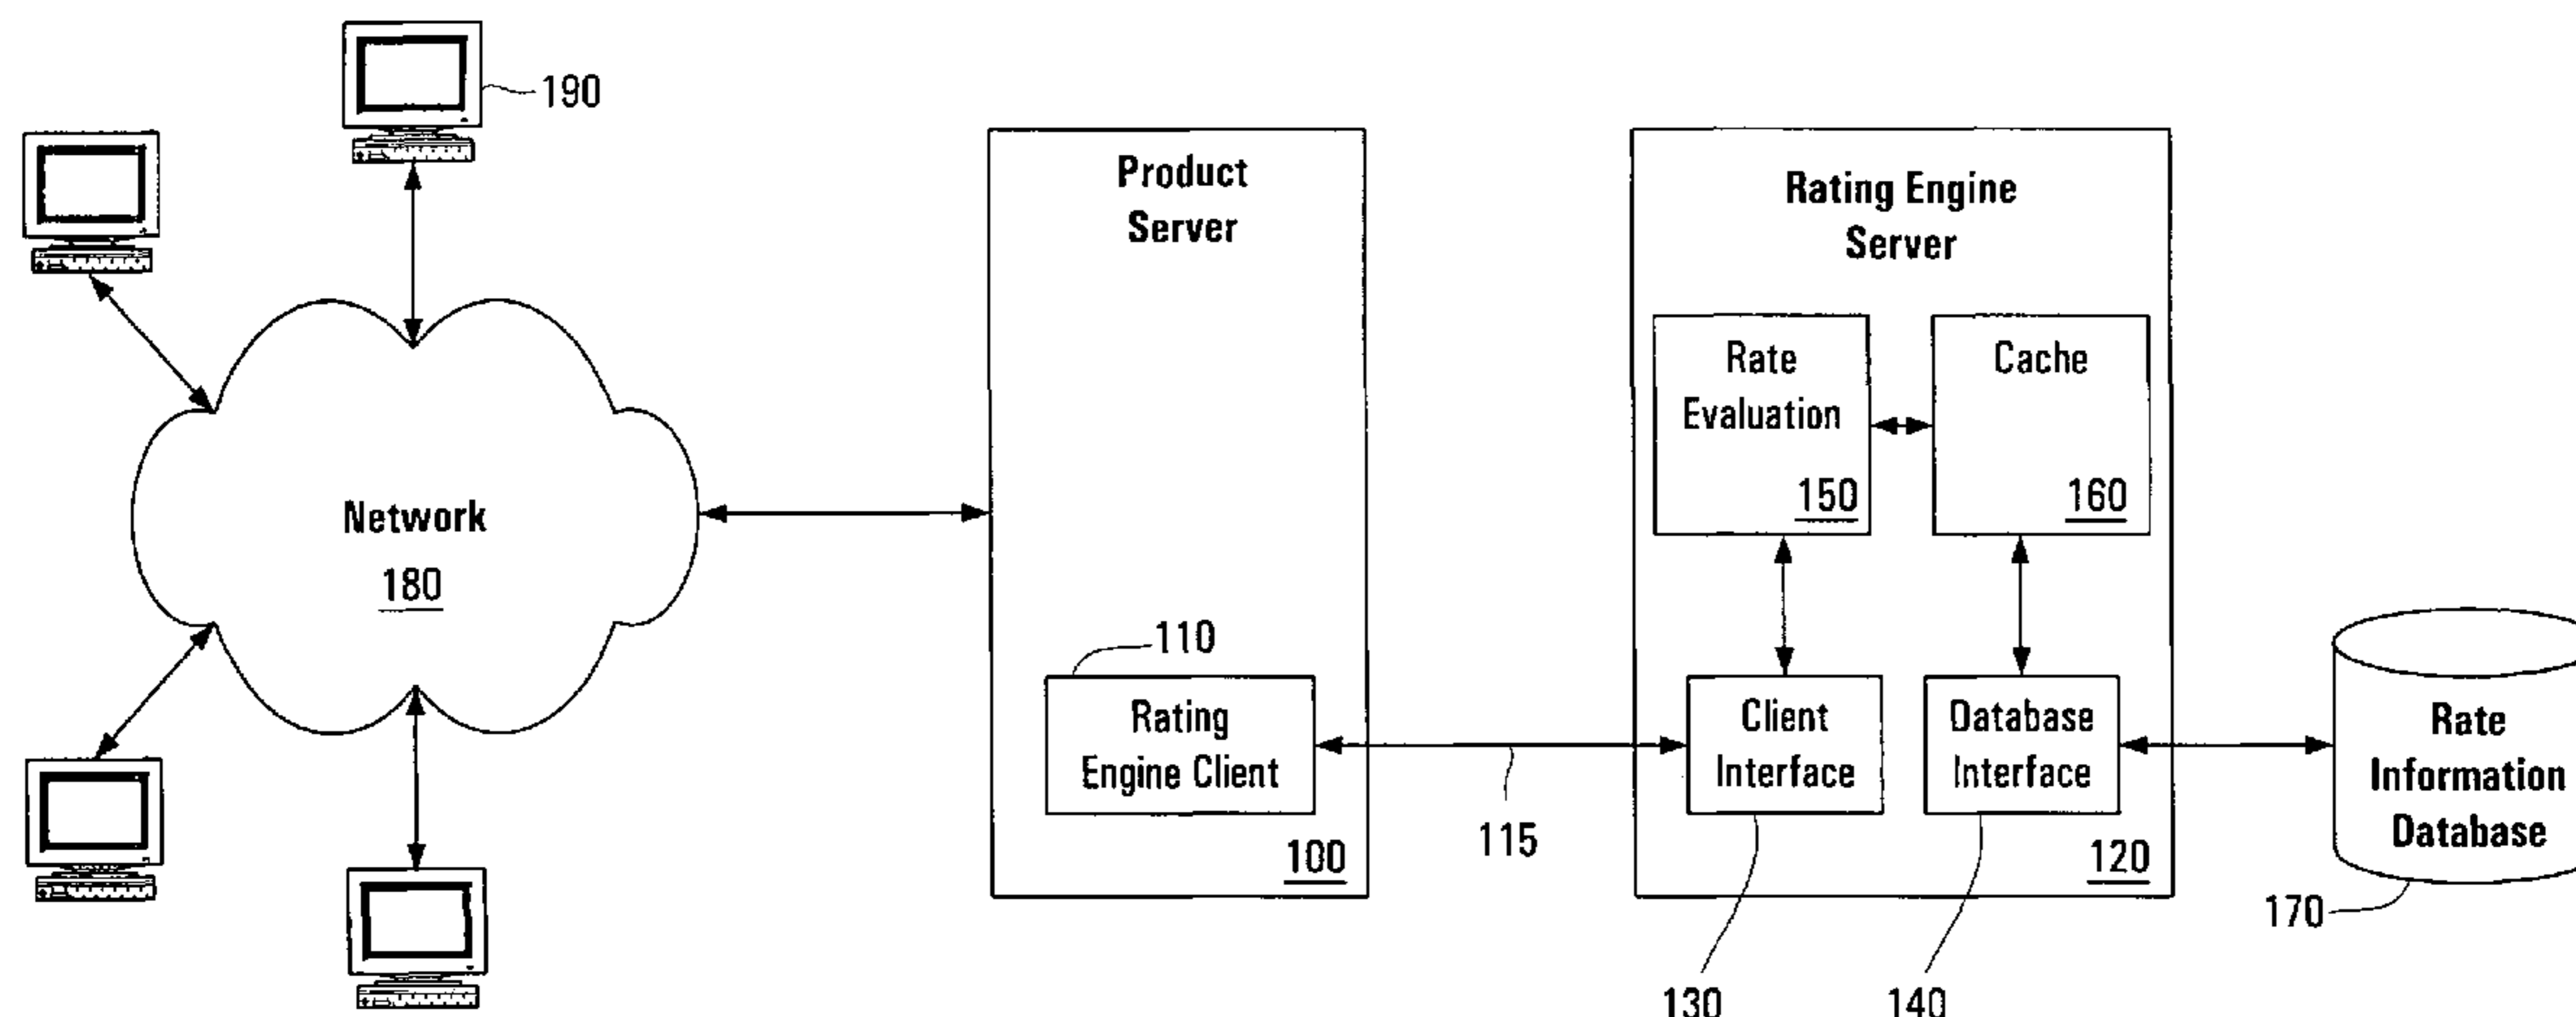 190
Product
Server
Rating Engine
Server
Rate
Evaluation
150
Cache
160
Network
180
110
Rating
Engine Client
100
115
Client
Interface
Database
Interface
120
Rate
Information
Database
170
130
140